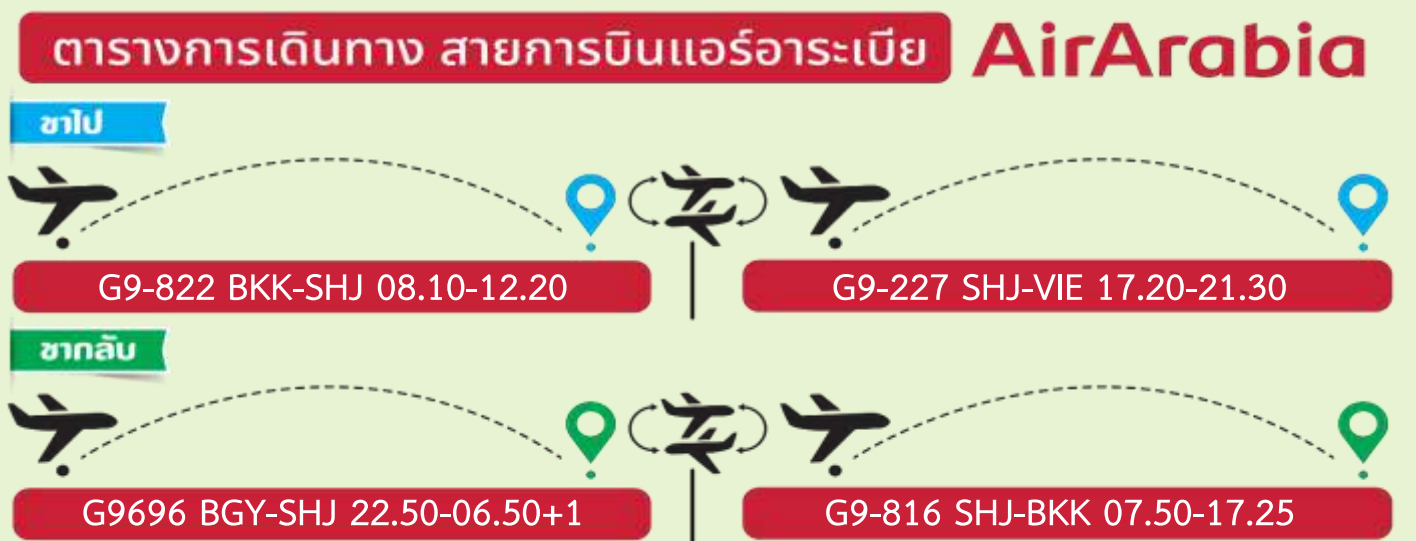 ตารางการเดินทาง สายการบินแอร์อาระเบีย AirArabia
ขาไป
G9-822 BKK-SHJ 08.10-12.20
G9-227 SHJ-VIE 17.20-21.30
ขากลับ
G9696 BGY-SHJ 22.50-06.50+1
G9-816 SHJ-BKK 07.50-17.25